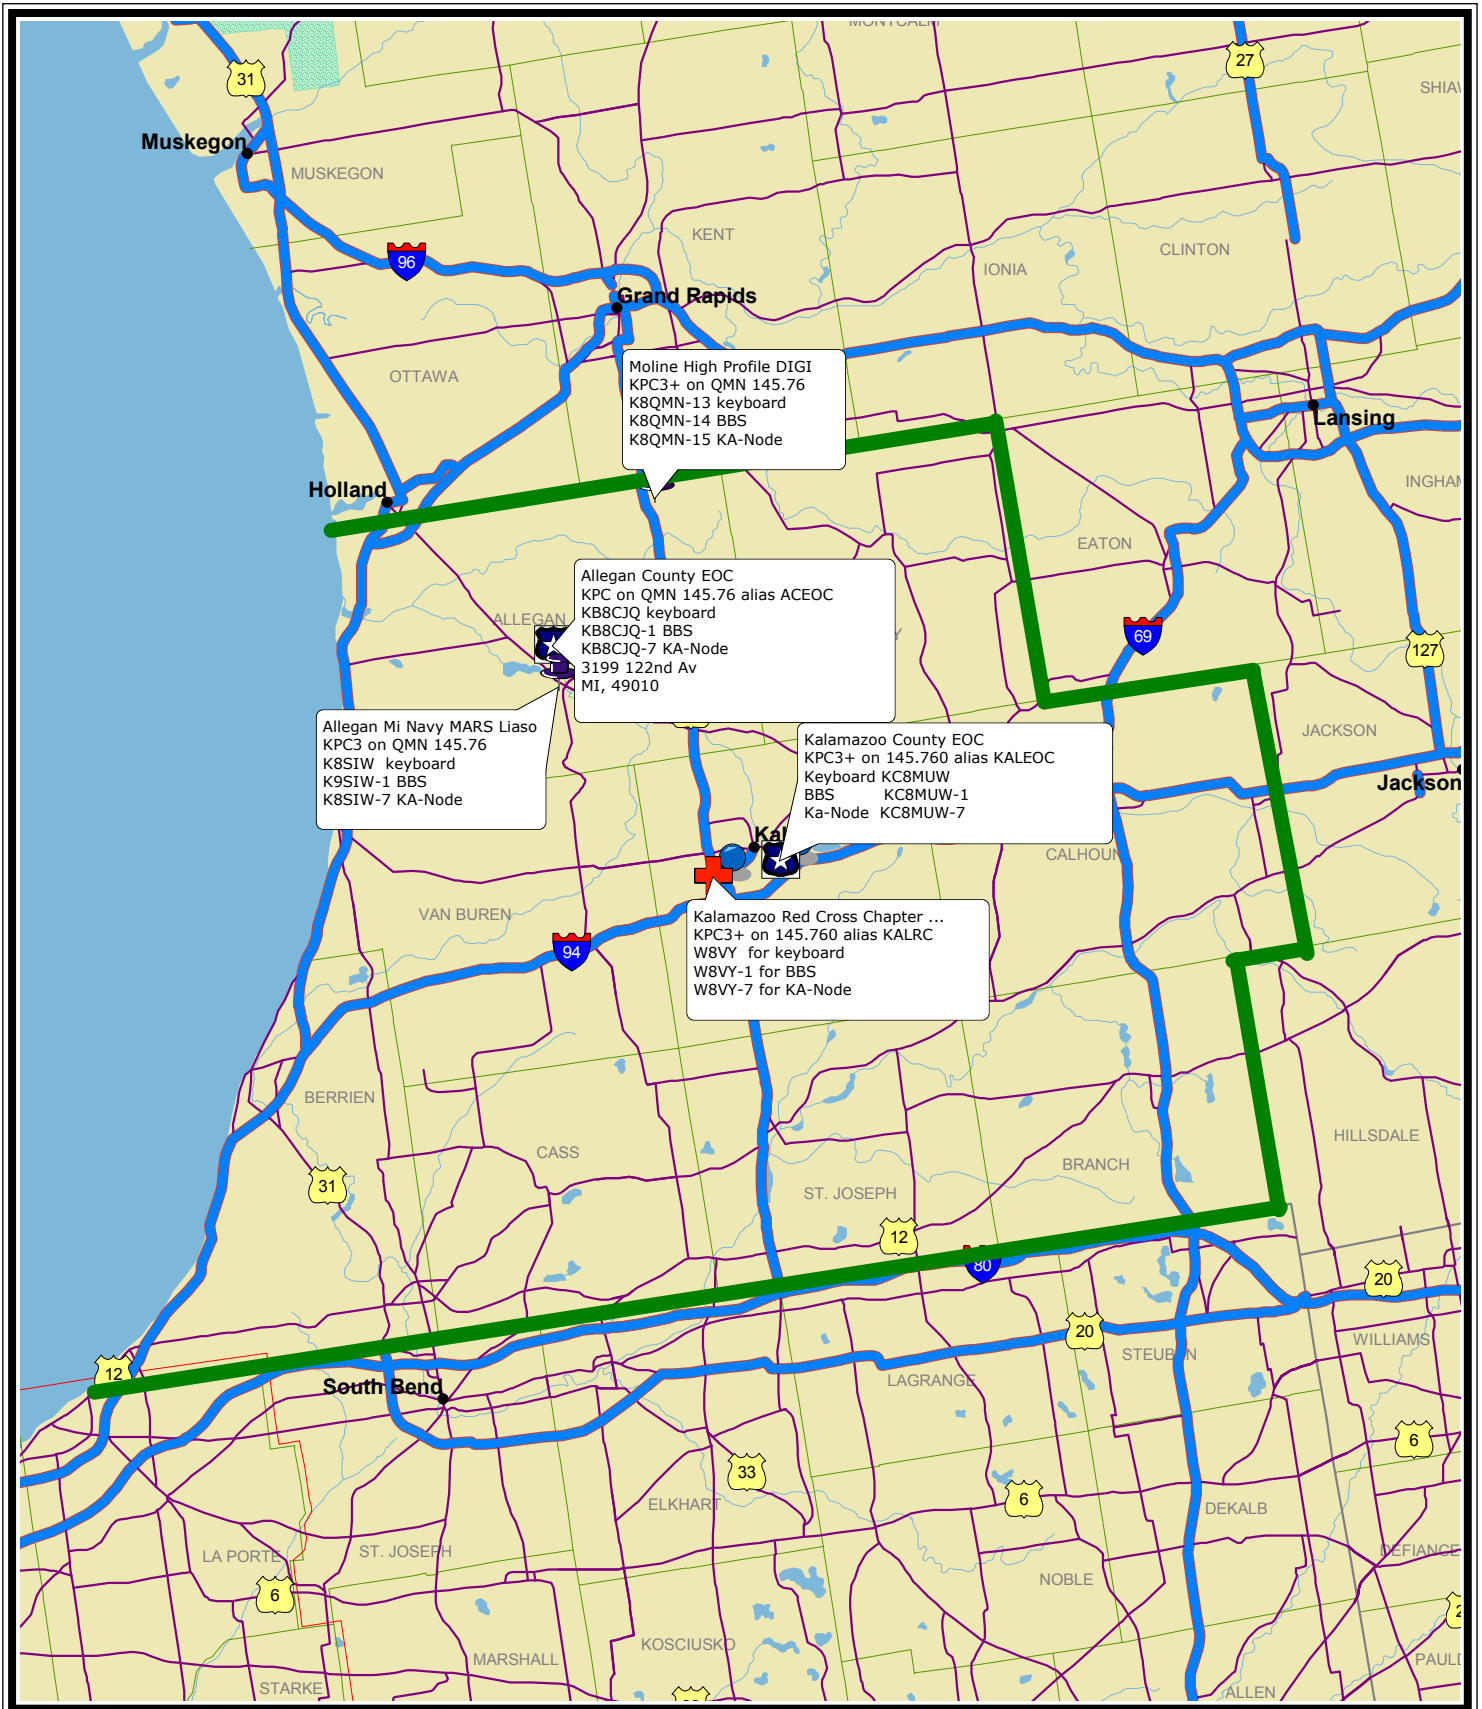 MONTCALM
27
SHIAW
31
Muskegon
MUSKEGON
KENT
CLINTON
96
IONIA
Grand Rapids
OTTAWA
Moline High Profile DIGI
KPC3+ on QMN 145.76
K8QMN-13 keyboard
K8QMN-14 BBS
K8QMN-15 KA-Node
Lansing
Holland
INGHAM
EATON
ALLEGAN
Allegan County EOC
KPC on QMN 145.76 alias ACEOC
KB8CJQ keyboard
KB8CJQ-1 BBS
KB8CJQ-7 KA-Node
3199 122nd Av
MI, 49010
Y
69
127
Allegan Mi Navy MARS Liaso
KPC3 on QMN 145.76
K8SIW  keyboard
K9SIW-1 BBS
K8SIW-7 KA-Node
Kalamazoo County EOC
KPC3+ on 145.760 alias KALEOC
Keyboard KC8MUW
BBS        KC8MUW-1
Ka-Node  KC8MUW-7
JACKSON
Jackson
Kal
CALHOUN
VAN BUREN
94
Kalamazoo Red Cross Chapter ...
KPC3+ on 145.760 alias KALRC
W8VY  for keyboard
W8VY-1 for BBS
W8VY-7 for KA-Node
BERRIEN
CASS
HILLSDALE
BRANCH
31
ST. JOSEPH
12
80
20
20
WILLIAMS
STEUBEN
12
South Bend
LAGRANGE
6
33
ELKHART
6
DEKALB
LA PORTE
ST. JOSEPH
DEFIANCE
NOBLE
6
2
KOSCIUSKO
MARSHALL
PAULD
STARKE
ALLEN